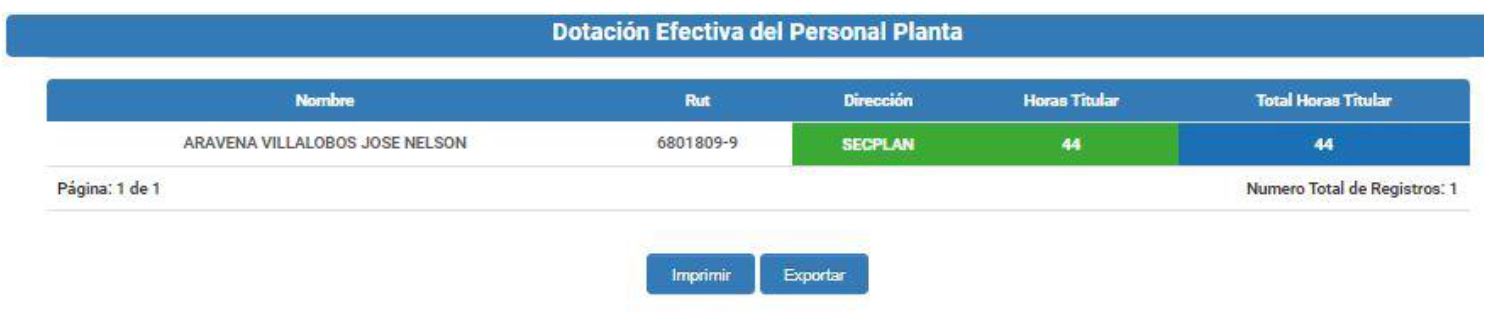 Dotación Efectiva del Personal Planta
Nombre Rut Dirección Horas Titular Total Horas Titular
ARAVENA VILLALOBOS JOSE NELSON 6801809-9 SECPLAN 44 44
Página: 1 de 1 Numero Total de Registros: 1
Imprimir Exportar